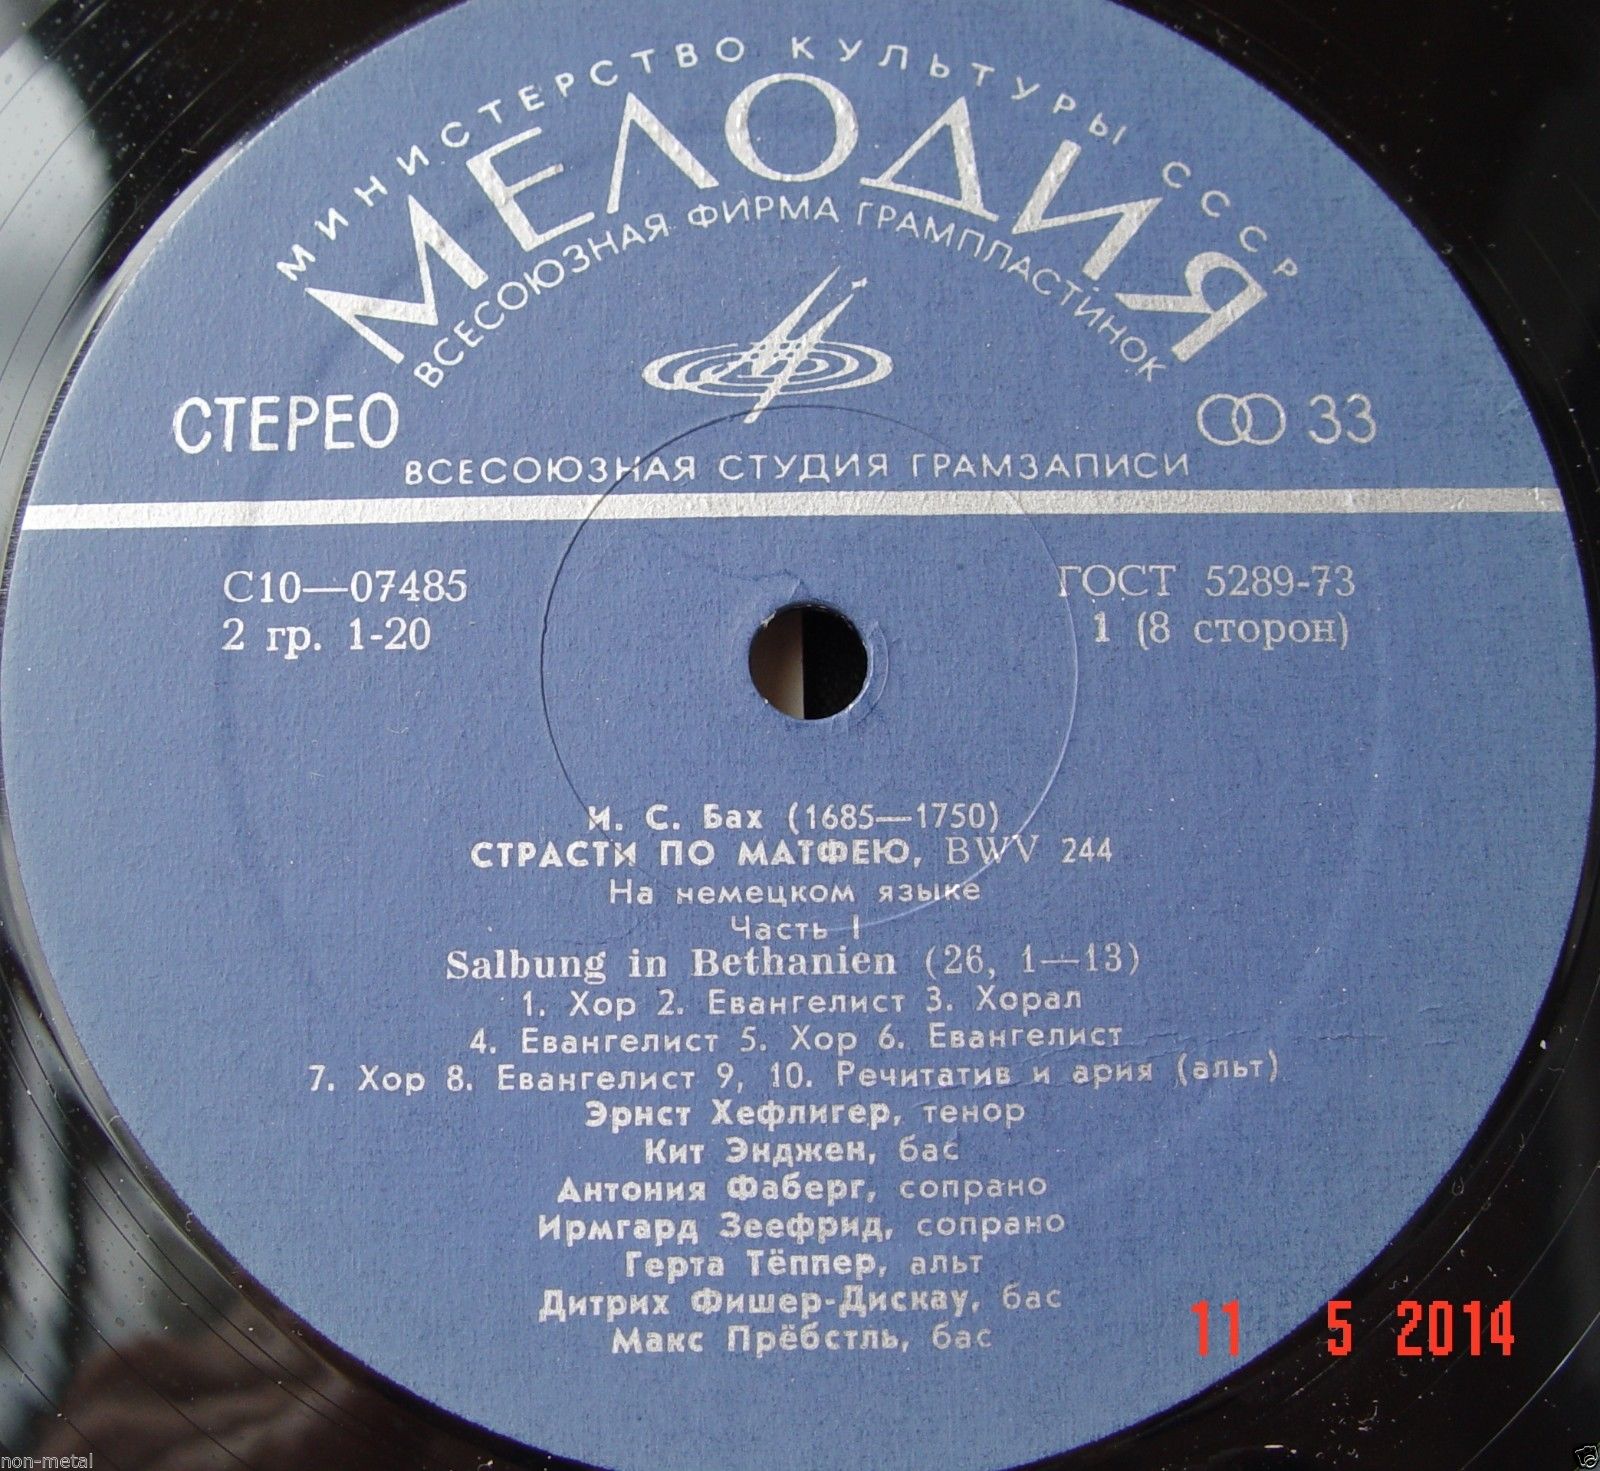 МИНИСТЕРСТВО КУЛЬТУРЫ СССР
МЕЛОДИЯ
ВСЕСОЮЗНАЯ ФИРМА ГРАМПЛАСТИНОК
СТЕРЕО
33
ВСЕСОЮЗНАЯ СТУДИЯ ГРАМЗАПИСИ
С10—07485
ГОСТ 5289-73
2 гр. 1-20
1 (8 сторон)
И. С. Бах (1685—1750)
СТРАСТИ ПО МАТФЕЮ, BWV 244
На немецком языке
Часть I
Salbung in Bethanien (26, 1—13)
1. Хор 2. Евангелист 3. Хорал
4. Евангелист 5. Хор 6. Евангелист
7. Хор 8. Евангелист 9, 10. Речитатив и ария (альт)
Эрнст Хефлигер, тенор
Кит Энджен, бас
Антония Фаберг, сопрано
Ирмгард Зеефрид, сопрано
Герта Тёппер, альт
Дитрих Фишер-Дискау, бас
Макс Прёбстль, бас
11 5 2014
non-metal